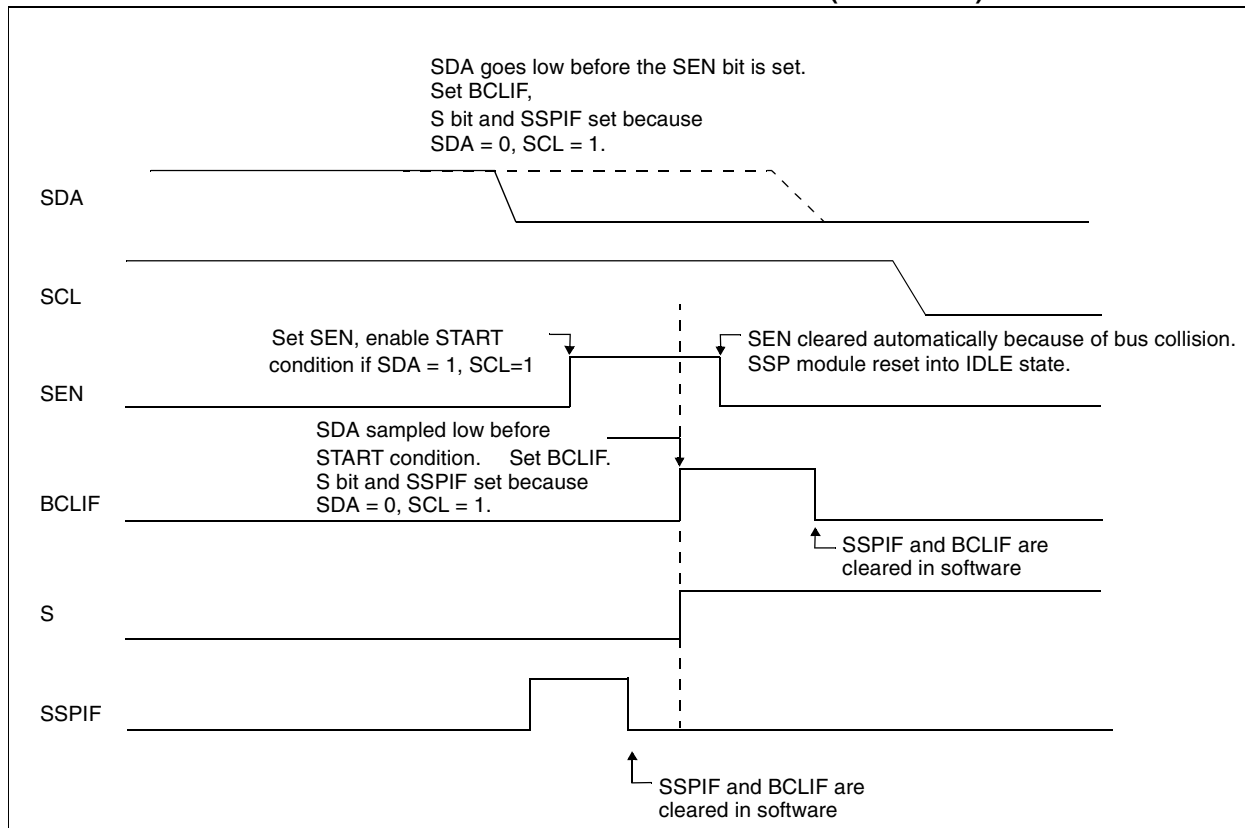 SDA goes low before the SEN bit is set.
Set BCLIF,
S bit and SSPIF set because
SDA = 0, SCL = 1.
SDA
SCL
Set SEN, enable START
condition if SDA = 1, SCL=1
SEN cleared automatically because of bus collision.
SSP module reset into IDLE state.
SEN
SDA sampled low before
START condition. Set BCLIF.
S bit and SSPIF set because
SDA = 0, SCL = 1.
BCLIF
SSPIF and BCLIF are
cleared in software
S
SSPIF
SSPIF and BCLIF are
cleared in software